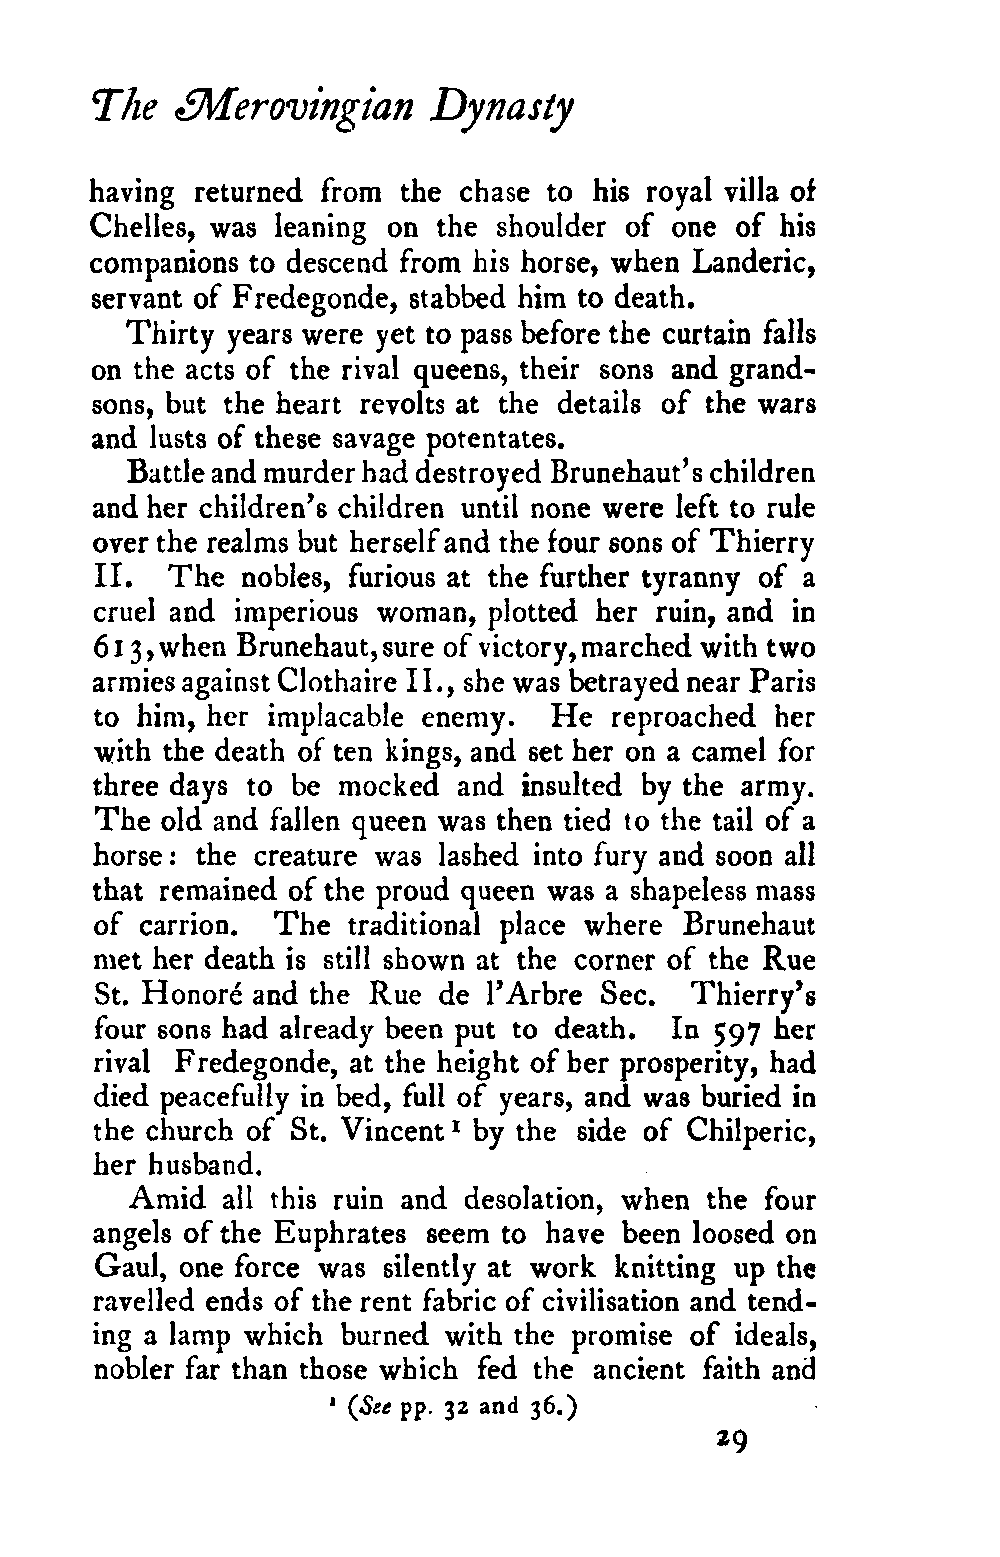 The Merovingian Dynasty
having returned from the chase to his royal villa of
Chelles, was leaning on the shoulder of one of his
companions to descend from his horse, when Landeric,
servant of Fredegonde, stabbed him to death.
Thirty years were yet to pass before the curtain falls
on the acts of the rival queens, their sons and grand-
sons, but the heart revolts at the details of the wars
and lusts of these savage potentates.
Battle and murder had destroyed Brunehaut's children
and her children's children until none were left to rule
over the realms but herself and the four sons of Thierry
II. The nobles, furious at the further tyranny of a
cruel and imperious woman, plotted her ruin, and in
613, when Brunehaut, sure of victory, marched with two
armies against Clothaire II., she was betrayed near Paris
to him, her implacable enemy. He reproached her
with the death of ten kings, and set her on a camel for
three days to be mocked and insulted by the army.
The old and fallen queen was then tied to the tail of a
horse: the creature was lashed into fury and soon all
that remained of the proud queen was a shapeless mass
of carrion. The traditional place where Brunehaut
met her death is still shown at the corner of the Rue
St. Honoré and the Rue de l'Arbre Sec. Thierry's
four sons had already been put to death. In 597 her
rival Fredegonde, at the height of her prosperity, had
died peacefully in bed, full of years, and was buried in
the church of St. Vincent¹ by the side of Chilperic,
her husband.
Amid all this ruin and desolation, when the four
angels of the Euphrates seem to have been loosed on
Gaul, one force was silently at work knitting up the
ravelled ends of the rent fabric of civilisation and tend-
ing a lamp which burned with the promise of ideals,
nobler far than those which fed the ancient faith and
¹ (See pp. 32 and 36.)
29